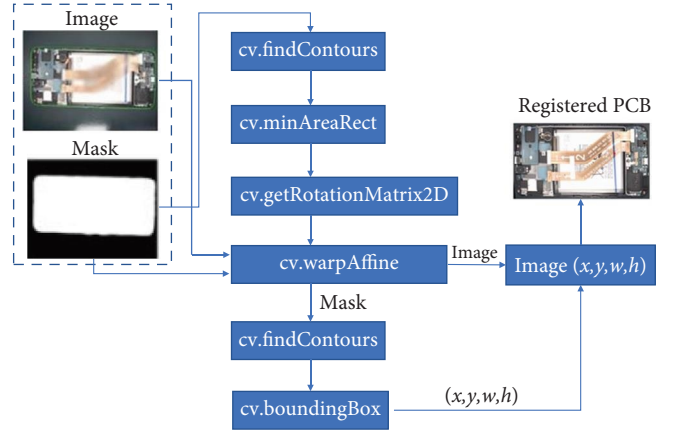 Image
cv.findContours
cv.minAreaRect
Registered PCB
Mask
cv.getRotationMatrix2D
cv.warpAffine
Image
Image (x,y,w,h)
Mask
cv.findContours
cv.boundingBox
(x,y,w,h)